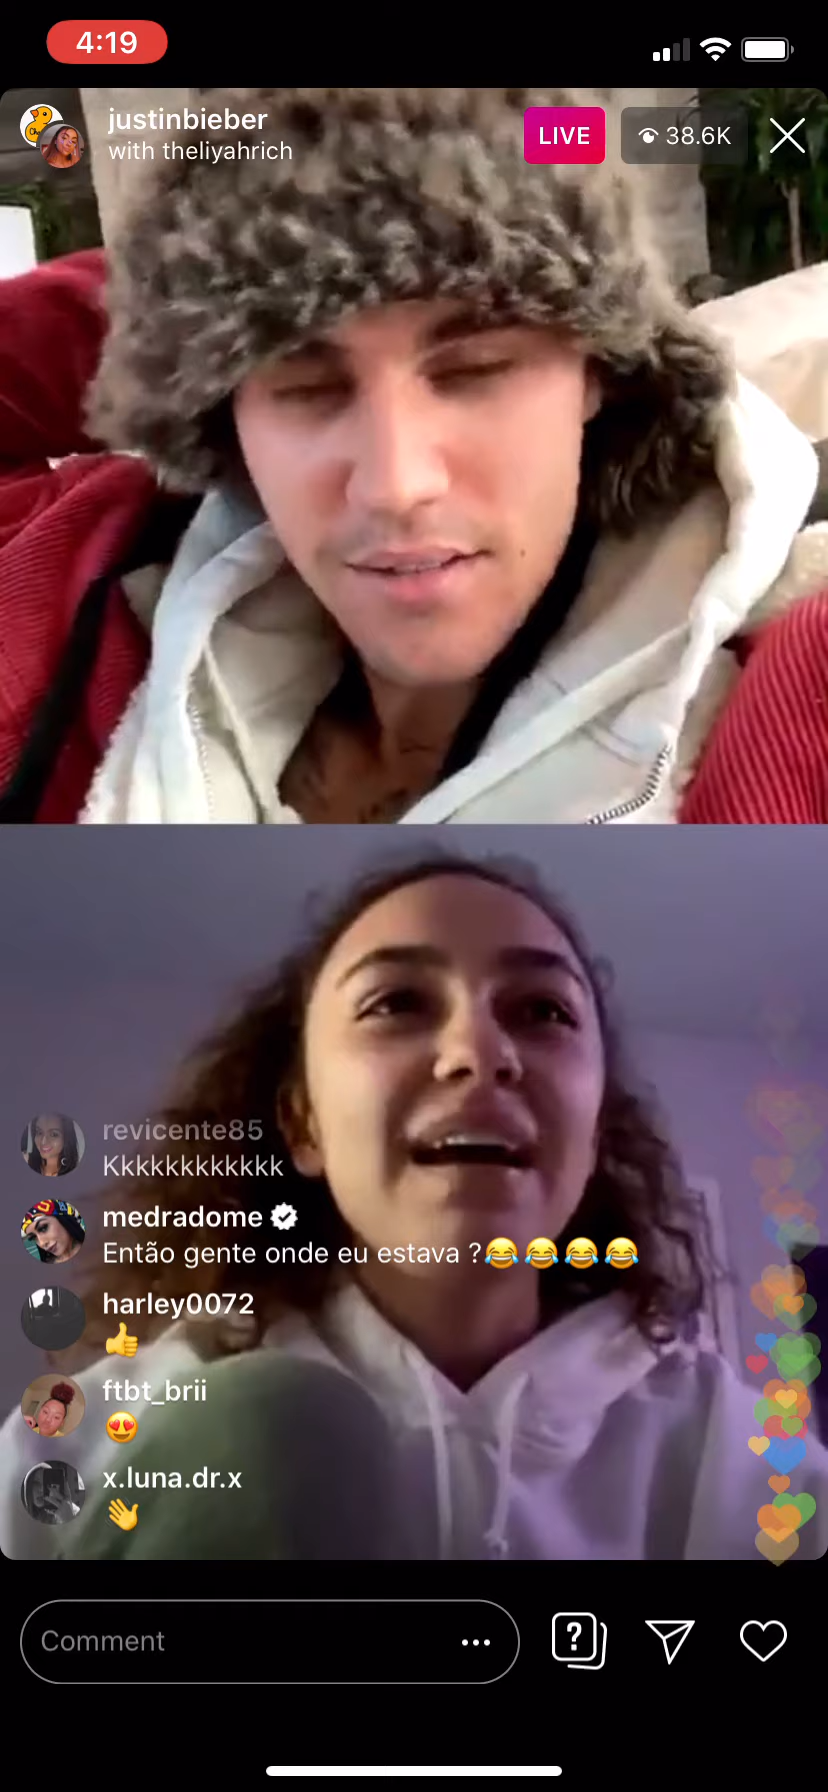 4:19
justinbieber
with theliyahrich
LIVE
38.6K
revicente85
Kkkkkkkkkkkk
medradome
Então gente onde eu estava ?😂😂😂😂
harley0072
👍
ftbt_brii
😍
x.luna.dr.x
👋
Comment